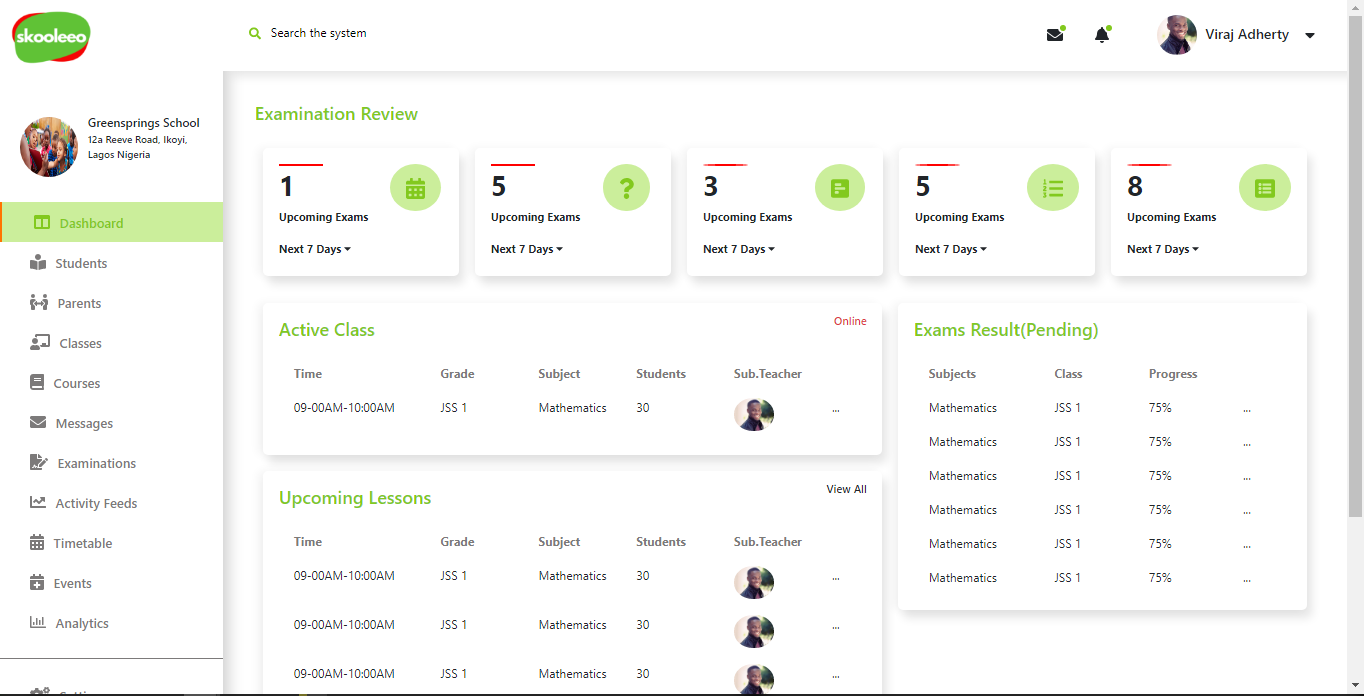 skooleeo
Search the system
Viraj Adherty
Greensprings School
12a Reeve Road, Ikoyi,
Lagos Nigeria
Dashboard
Students
Parents
Classes
Courses
Messages
Examinations
Activity Feeds
Timetable
Events
Analytics
Examination Review
1
Upcoming Exams
Next 7 Days
5
Upcoming Exams
Next 7 Days
3
Upcoming Exams
Next 7 Days
5
Upcoming Exams
Next 7 Days
8
Upcoming Exams
Next 7 Days
Active Class
Online
Time Grade Subject Students Sub.Teacher
09-00AM-10:00AM JSS 1 Mathematics 30 ...
Upcoming Lessons
View All
Time Grade Subject Students Sub.Teacher
09-00AM-10:00AM JSS 1 Mathematics 30 ...
09-00AM-10:00AM JSS 1 Mathematics 30 ...
09-00AM-10:00AM JSS 1 Mathematics 30 ...
Exams Result(Pending)
Subjects Class Progress
Mathematics JSS 1 75% ...
Mathematics JSS 1 75% ...
Mathematics JSS 1 75% ...
Mathematics JSS 1 75% ...
Mathematics JSS 1 75% ...
Mathematics JSS 1 75% ...